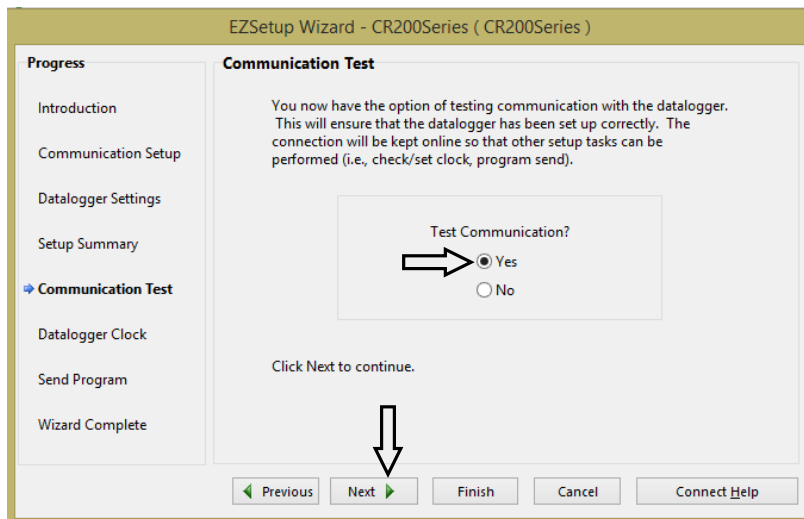 EZSetup Wizard - CR200Series ( CR200Series )
Progress
Introduction
Communication Setup
Datalogger Settings
Setup Summary
Communication Test
Datalogger Clock
Send Program
Wizard Complete
Communication Test
You now have the option of testing communication with the datalogger.
This will ensure that the datalogger has been set up correctly. The
connection will be kept online so that other setup tasks can be
performed (i.e., check/set clock, program send).
Test Communication?
Yes
No
Click Next to continue.
Previous Next Finish Cancel Connect Help